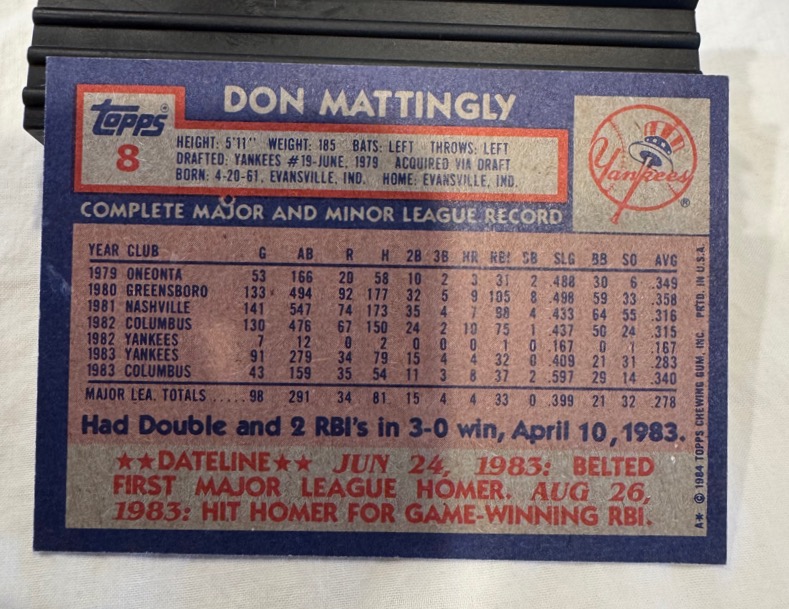 DON MATTINGLY
Topps
8
HEIGHT: 5'11" WEIGHT: 185 BATS: LEFT THROWS: LEFT
DRAFTED: YANKEES #19-JUNE, 1979 ACQUIRED VIA DRAFT
BORN: 4-20-61, EVANSVILLE, IND. HOME: EVANSVILLE, IND.
Yankees ®
COMPLETE MAJOR AND MINOR LEAGUE RECORD
YEAR CLUB G AB R H 2B 3B HR RBI SB SLG BB SO AVG
1979 ONEONTA 53 166 20 58 10 2 3 31 2 .488 30 6 .349
1980 GREENSBORO 133 494 92 177 32 5 9 105 8 .498 59 33 .358
1981 NASHVILLE 141 547 74 173 35 4 7 98 4 .433 64 55 .316
1982 COLUMBUS 130 476 67 150 24 2 10 75 1 .437 50 24 .315
1982 YANKEES 7 12 0 2 0 0 0 1 0 .167 0 1 .167
1983 YANKEES 91 279 34 79 15 4 4 32 0 .409 21 31 .283
1983 COLUMBUS 43 159 35 54 11 3 8 37 2 .597 29 14 .340
MAJOR LEA. TOTALS ..... 98 291 34 81 15 4 4 33 0 .399 21 32 .278
Had Double and 2 RBI's in 3-0 win, April 10, 1983.
★★DATELINE★★ JUN 24, 1983: BELTED
FIRST MAJOR LEAGUE HOMER. AUG 26,
1983: HIT HOMER FOR GAME-WINNING RBI.
A* © 1984 TOPPS CHEWING GUM, INC. PRTD. IN U.S.A.